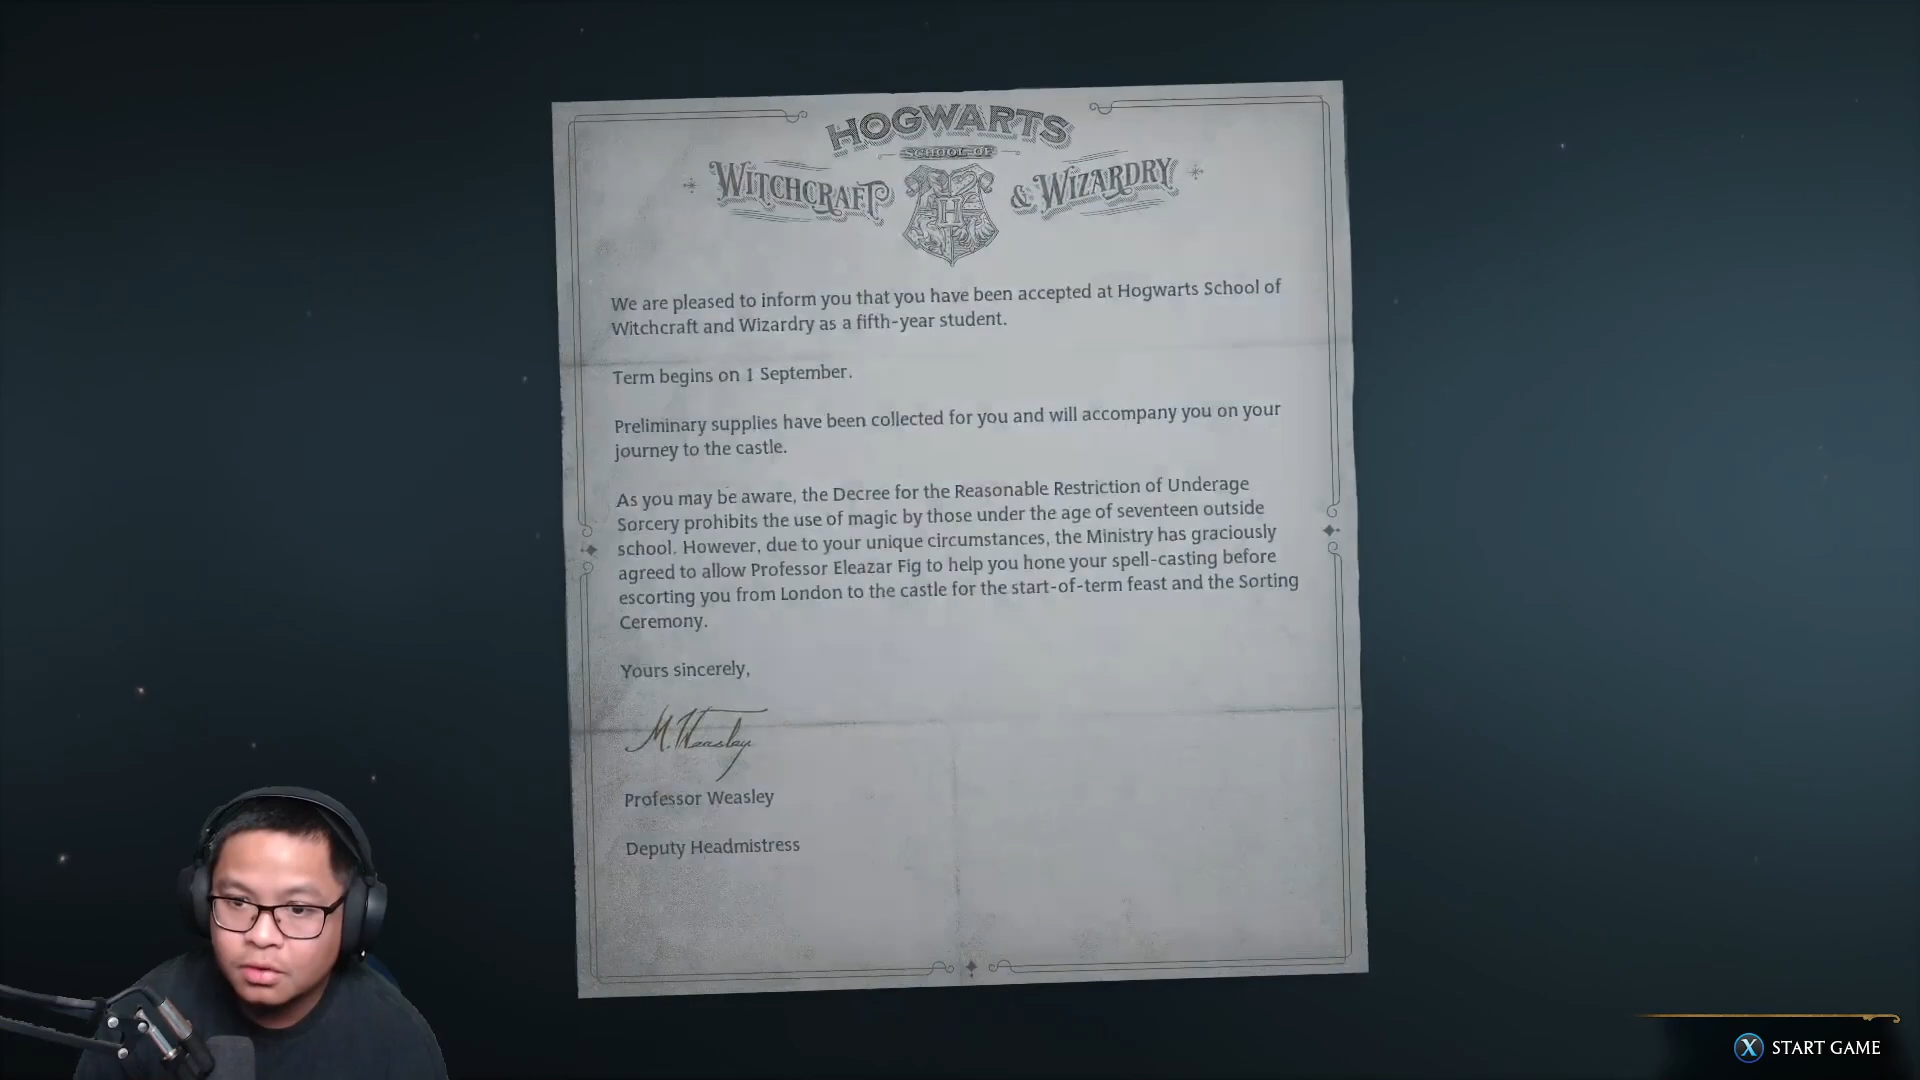 HOGWARTS
SCHOOL OF
WITCHCRAFT & WIZARDRY
H
We are pleased to inform you that you have been accepted at Hogwarts School of
Witchcraft and Wizardry as a fifth-year student.
Term begins on 1 September.
Preliminary supplies have been collected for you and will accompany you on your
journey to the castle.
As you may be aware, the Decree for the Reasonable Restriction of Underage
Sorcery prohibits the use of magic by those under the age of seventeen outside
school. However, due to your unique circumstances, the Ministry has graciously
agreed to allow Professor Eleazar Fig to help you hone your spell-casting before
escorting you from London to the castle for the start-of-term feast and the Sorting
Ceremony.
Yours sincerely,
M. Weasley
Professor Weasley
Deputy Headmistress
X START GAME